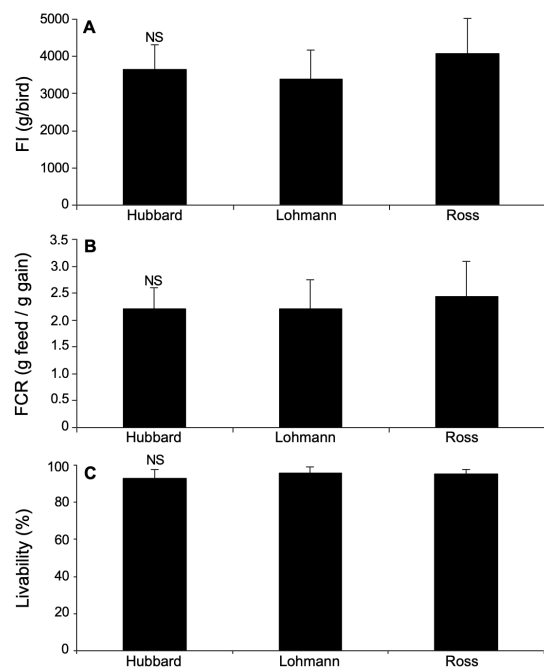 A
5000
NS
4000
3000
2000
1000
0
FI (g/bird)
Hubbard Lohmann Ross
B
3.5
3.0
NS
2.5
2.0
1.5
1.0
0.5
0
FCR (g feed / g gain)
Hubbard Lohmann Ross
C
NS
100
80
60
40
20
0
Livability (%)
Hubbard Lohmann Ross